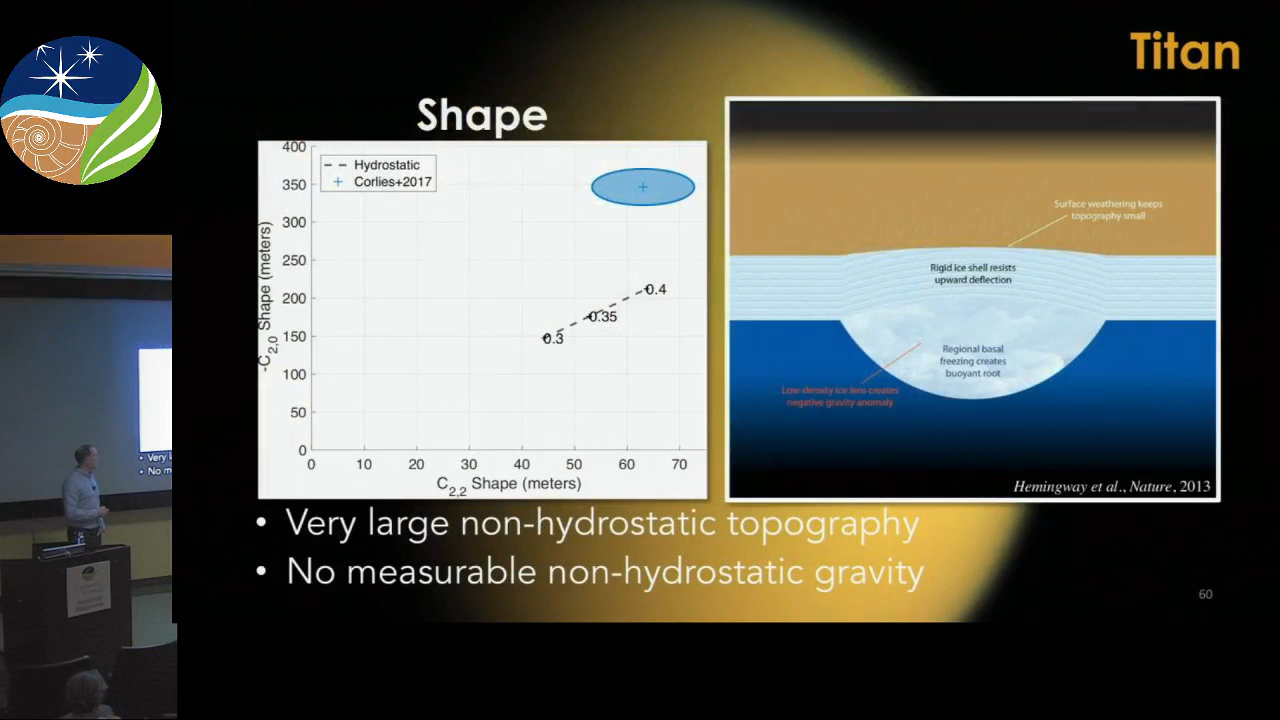 Titan
Shape
-C2,0 Shape (meters)
400
350
300
250
200
150
100
50
0
Hydrostatic
Corlies+2017
0.4
0.35
0.3
0
10
20
30
40
50
60
70
C2,2 Shape (meters)
Surface weathering keeps
topography small
Rigid ice shell resists
upward deflection
Regional basal
freezing creates
buoyant root
Low-density ice lens creates
negative gravity anomaly
Hemingway et al., Nature, 2013
• Very large non-hydrostatic topography
• No measurable non-hydrostatic gravity
60
• Very l
• No m